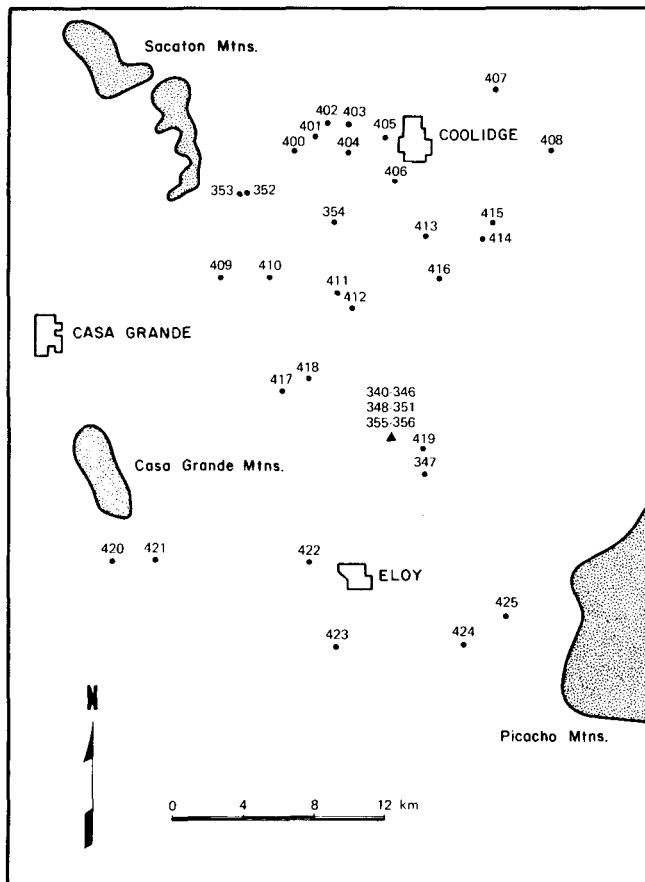 Sacaton Mtns.
407
402 403
401 405
COOLIDGE
400 404 408
406
353 352
354 415
413 414
409 410 416
411
412
CASA GRANDE
418
417 340-346
348-351
355-356
419
Casa Grande Mtns. 347
420 421 422
ELOY
425
423 424
N
Picacho Mtns.
0 4 8 12 km